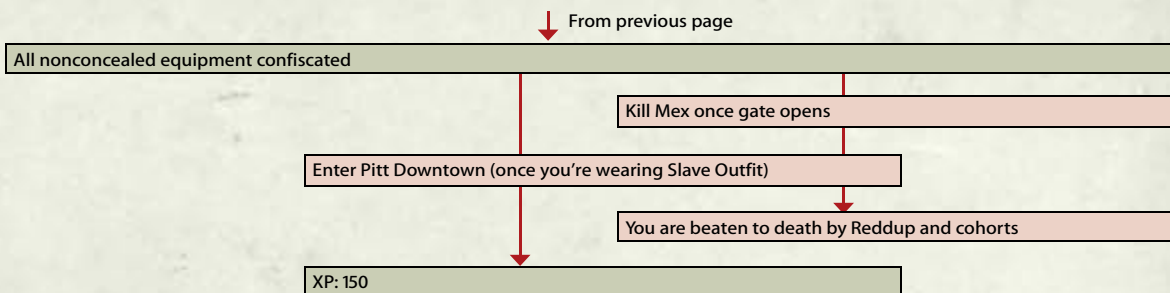 From previous page
All nonconcealed equipment confiscated
Kill Mex once gate opens
Enter Pitt Downtown (once you’re wearing Slave Outfit)
You are beaten to death by Reddup and cohorts
XP: 150